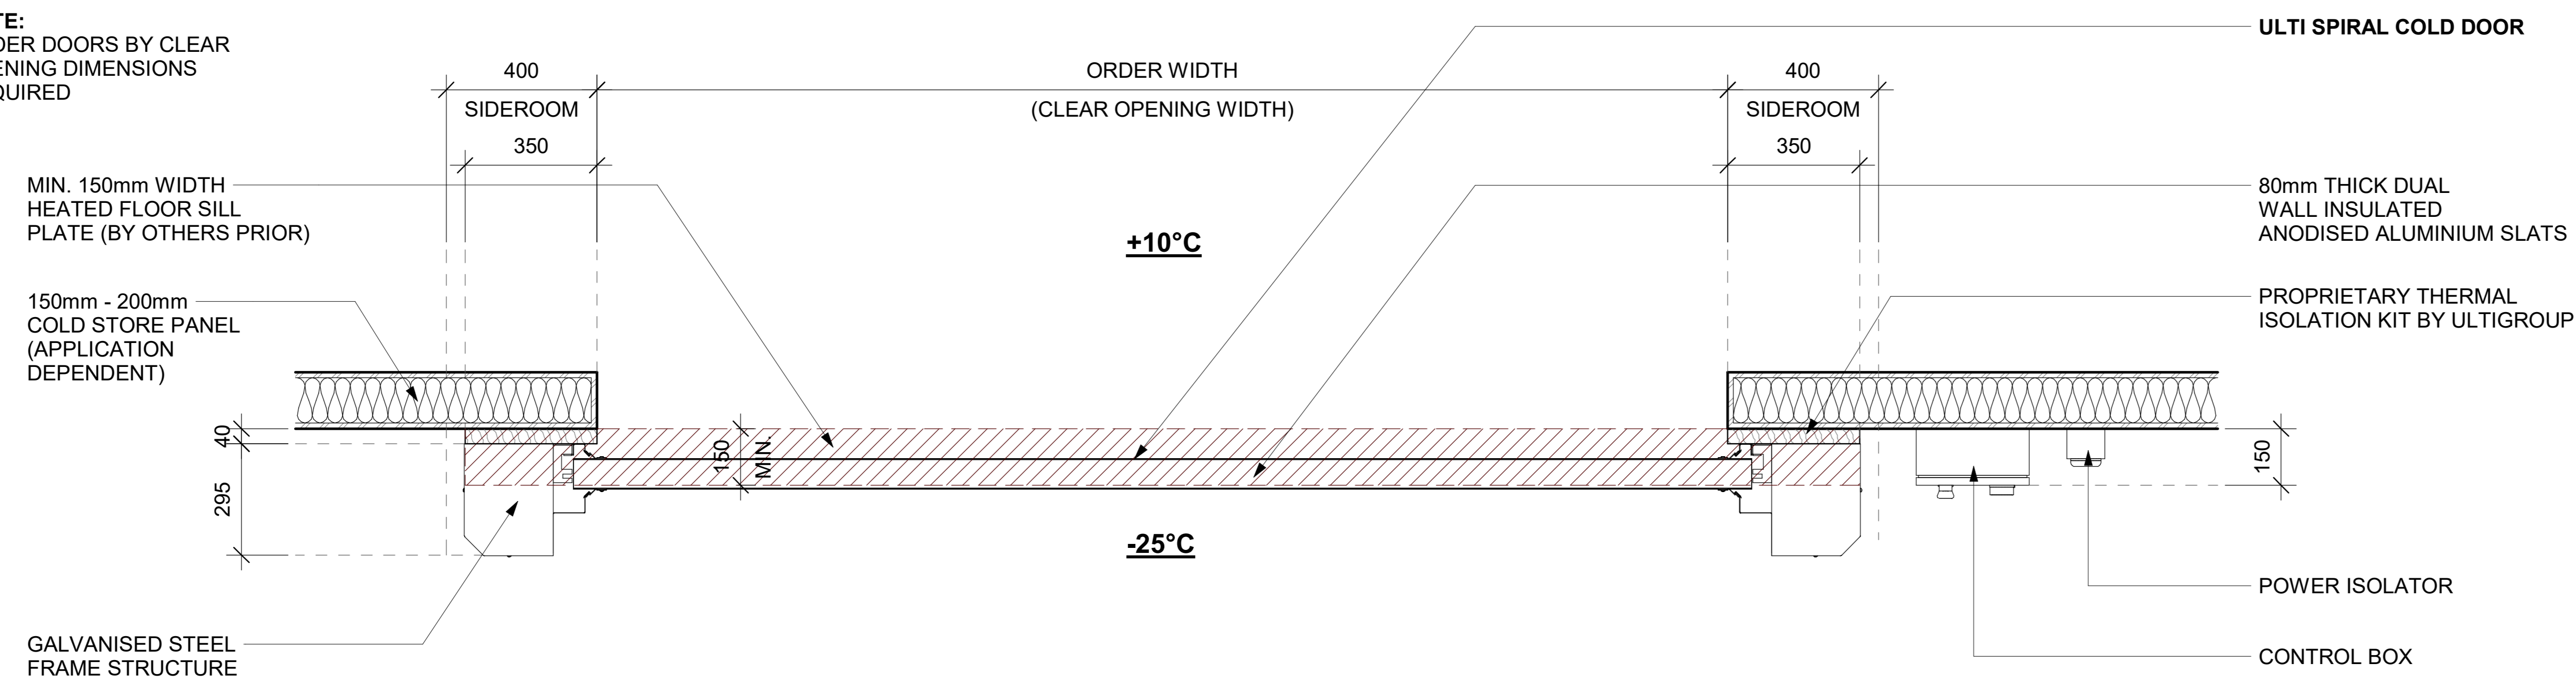 TE:
DER DOORS BY CLEAR
ENING DIMENSIONS
QUIRED
400
SIDEROOM
350
ORDER WIDTH
(CLEAR OPENING WIDTH)
400
SIDEROOM
350
ULTI SPIRAL COLD DOOR
MIN. 150mm WIDTH
HEATED FLOOR SILL
PLATE (BY OTHERS PRIOR)
+10°C
80mm THICK DUAL
WALL INSULATED
ANODISED ALUMINIUM SLATS
150mm - 200mm
COLD STORE PANEL
(APPLICATION
DEPENDENT)
PROPRIETARY THERMAL
ISOLATION KIT BY ULTIGROUP
40
295
150
MIN.
150
-25°C
POWER ISOLATOR
GALVANISED STEEL
FRAME STRUCTURE
CONTROL BOX